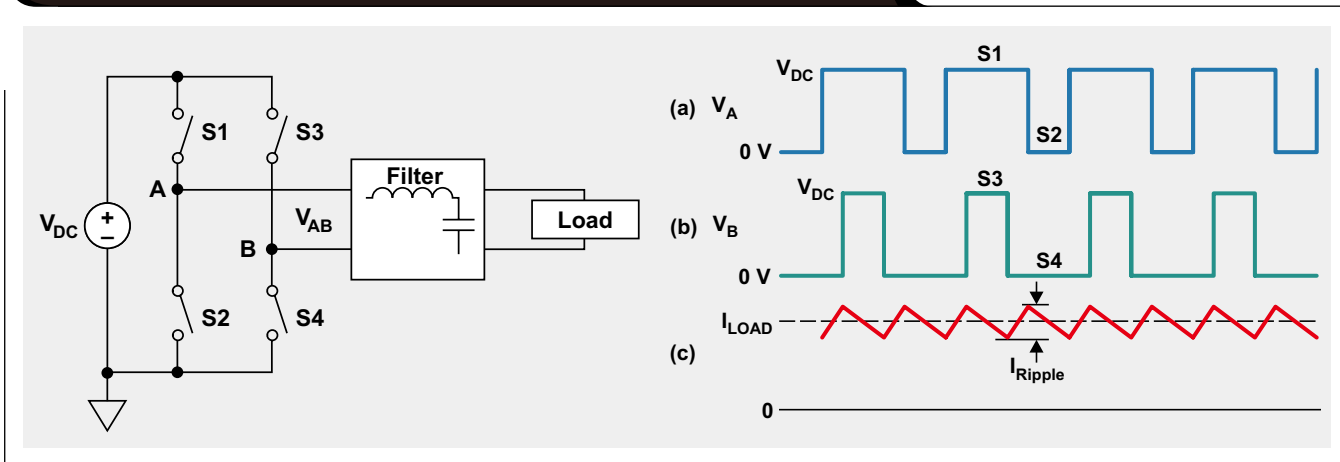 S1
S3
A
Filter
V_DC
+
−
V_AB
Load
B
S2
S4
(a) V_A
V_DC
S1
S2
0 V
(b) V_B
V_DC
S3
S4
0 V
(c)
I_LOAD
I_Ripple
0